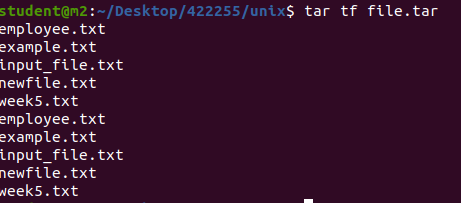 student@m2:~/Desktop/422255/unix$ tar tf file.tar
employee.txt
example.txt
input_file.txt
newfile.txt
week5.txt
employee.txt
example.txt
input_file.txt
newfile.txt
week5.txt